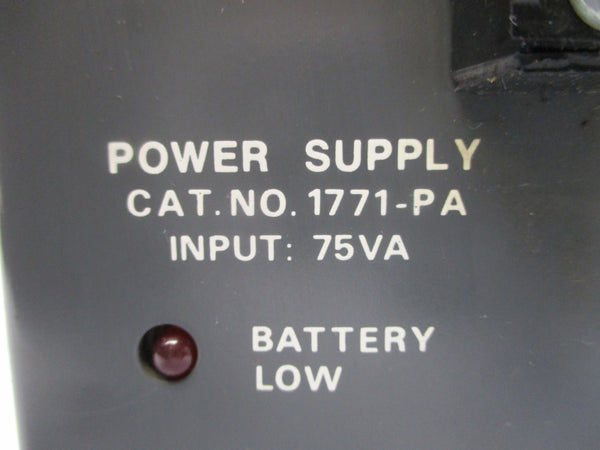 POWER SUPPLY
CAT. NO. 1771-PA
INPUT: 75VA
BATTERY
LOW